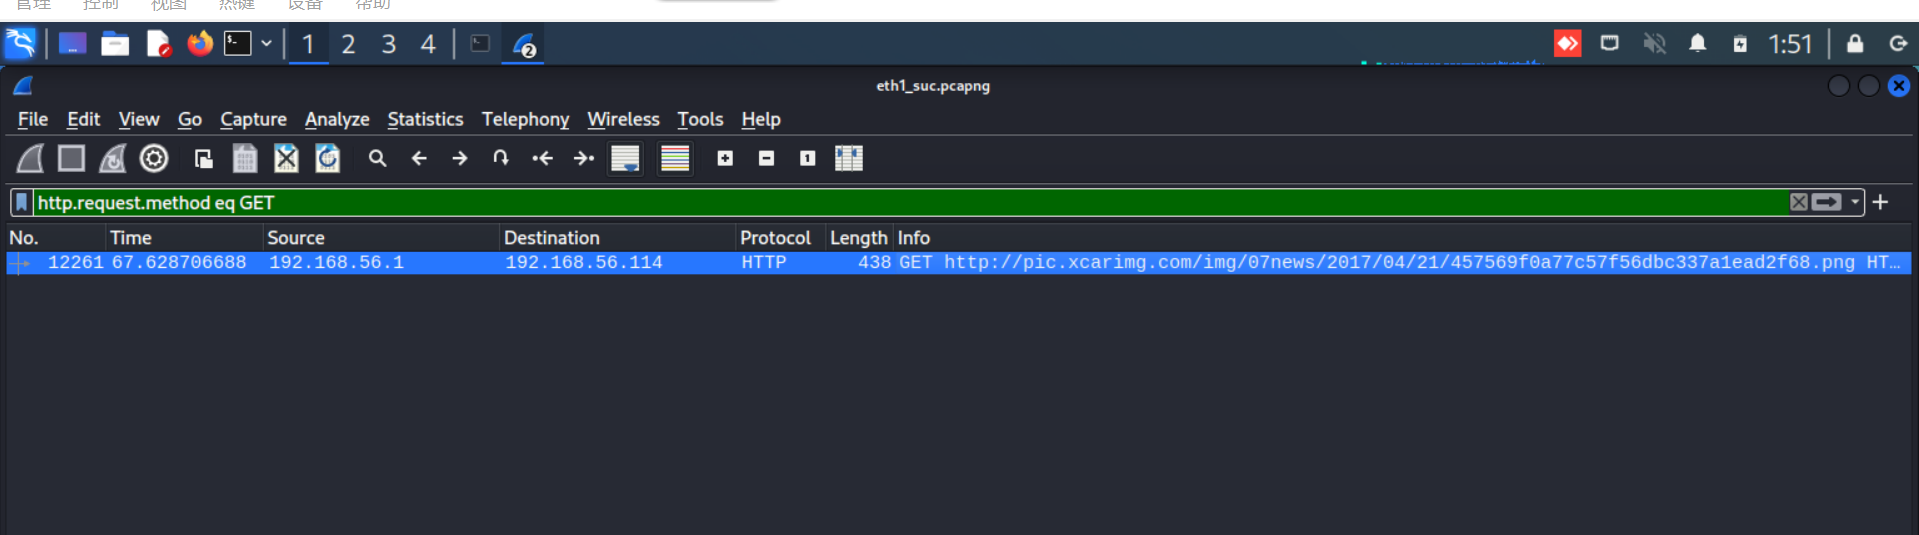 管理 控制 视图 热键 设备 帮助
1 2 3 4 2 1:51
eth1_suc.pcapng
File Edit View Go Capture Analyze Statistics Telephony Wireless Tools Help
http.request.method eq GET
No. Time Source Destination Protocol Length Info
12261 67.628706688 192.168.56.1 192.168.56.114 HTTP 438 GET http://pic.xcarimg.com/img/07news/2017/04/21/457569f0a77c57f56dbc337a1ead2f68.png HT…